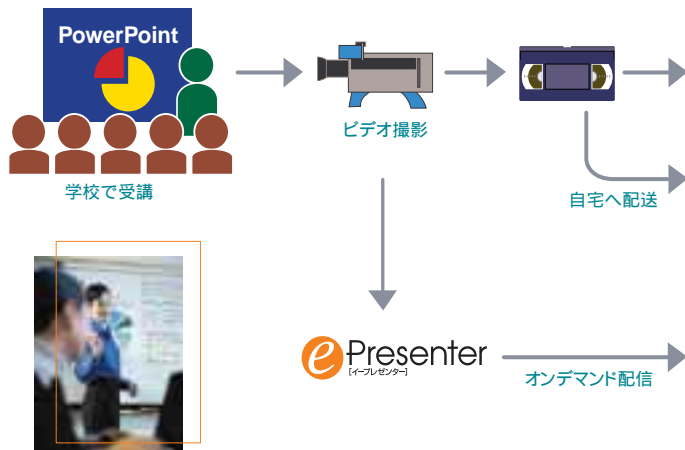 PowerPoint
ビデオ撮影
学校で受講
自宅へ配送
ePresenter
[イープレゼンター]
オンデマンド配信